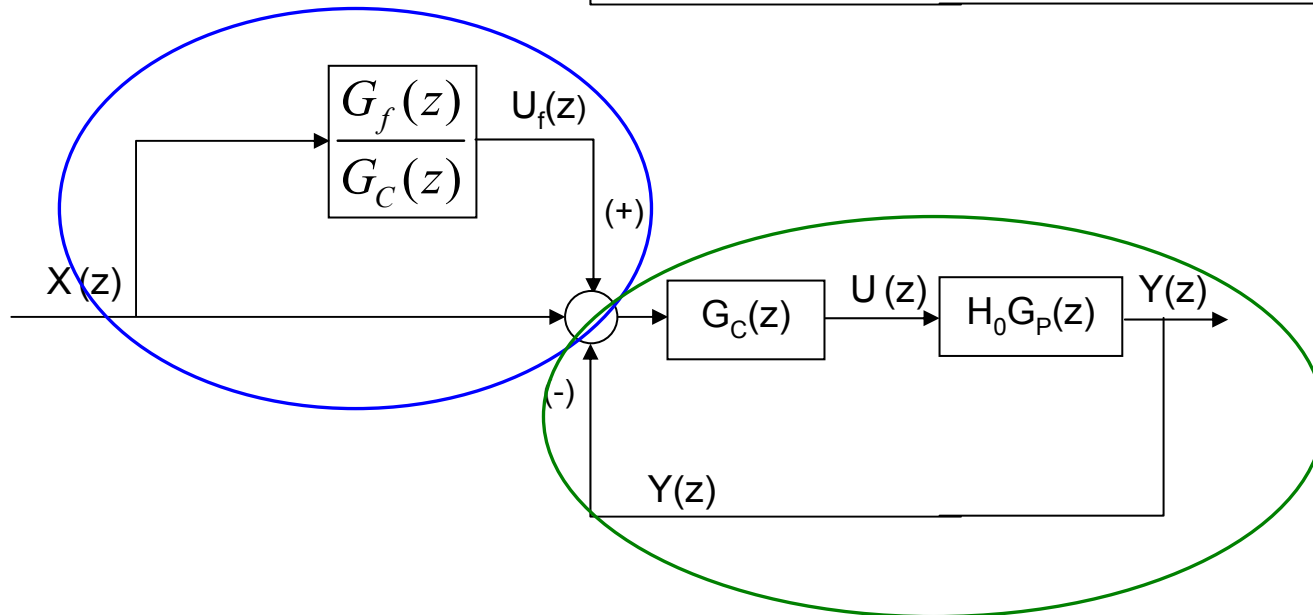 G_f(z)
G_C(z)
U_f(z)
(+)
X(z)
G_C(z)
U(z)
H_0G_P(z)
Y(z)
(-)
Y(z)